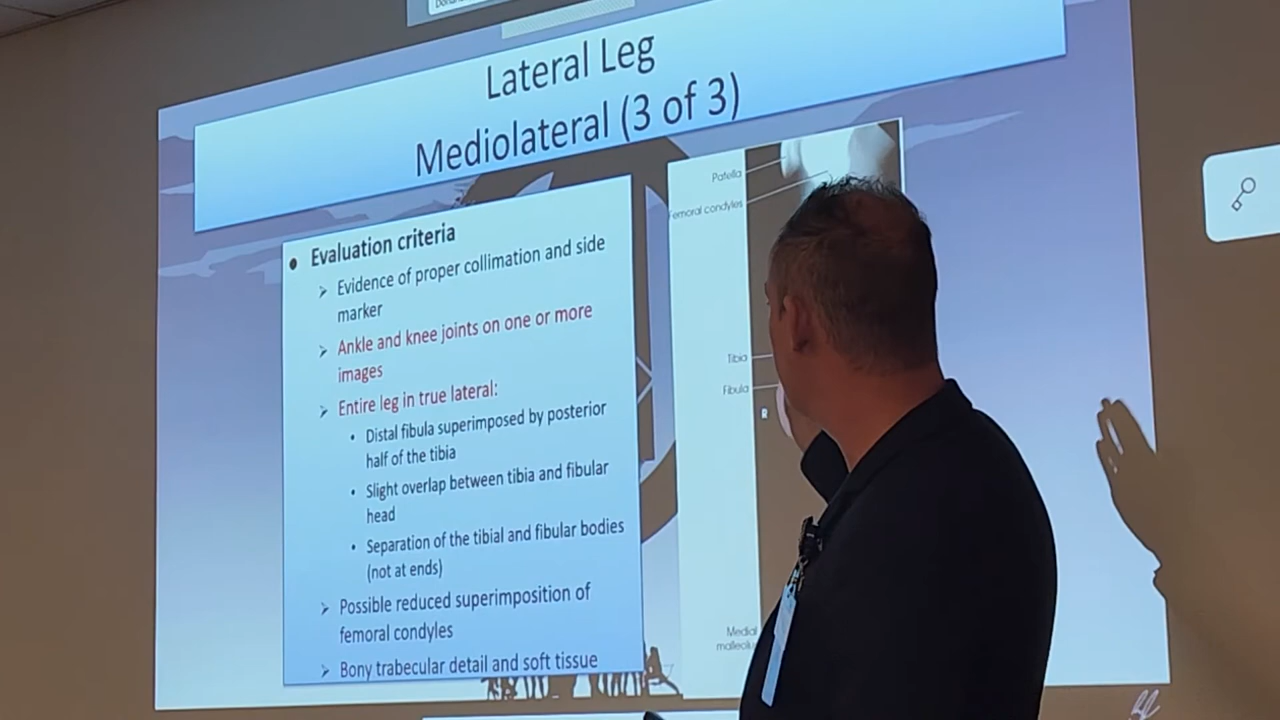 Lateral Leg
Mediolateral (3 of 3)
• Evaluation criteria
➢ Evidence of proper collimation and side
marker
➢ Ankle and knee joints on one or more
images
➢ Entire leg in true lateral:
• Distal fibula superimposed by posterior
half of the tibia
• Slight overlap between tibia and fibular
head
• Separation of the tibial and fibular bodies
(not at ends)
➢ Possible reduced superimposition of
femoral condyles
➢ Bony trabecular detail and soft tissue
Patella
Femoral condyles
Tibia
Fibula
R
Medial